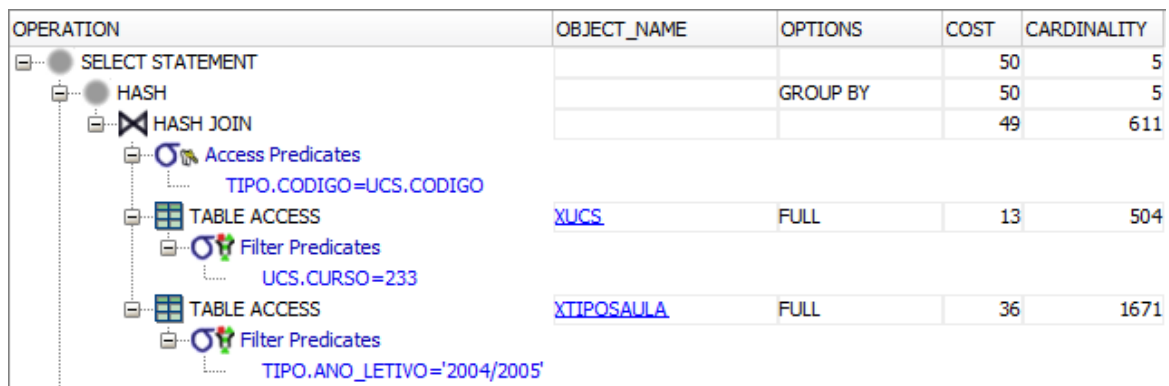 OPERATION OBJECT_NAME OPTIONS COST CARDINALITY
SELECT STATEMENT 50 5
HASH GROUP BY 50 5
HASH JOIN 49 611
Access Predicates
TIPO.CODIGO=UCS.CODIGO
TABLE ACCESS XUCS FULL 13 504
Filter Predicates
UCS.CURSO=233
TABLE ACCESS XTIPOSAULA FULL 36 1671
Filter Predicates
TIPO.ANO_LETIVO='2004/2005'